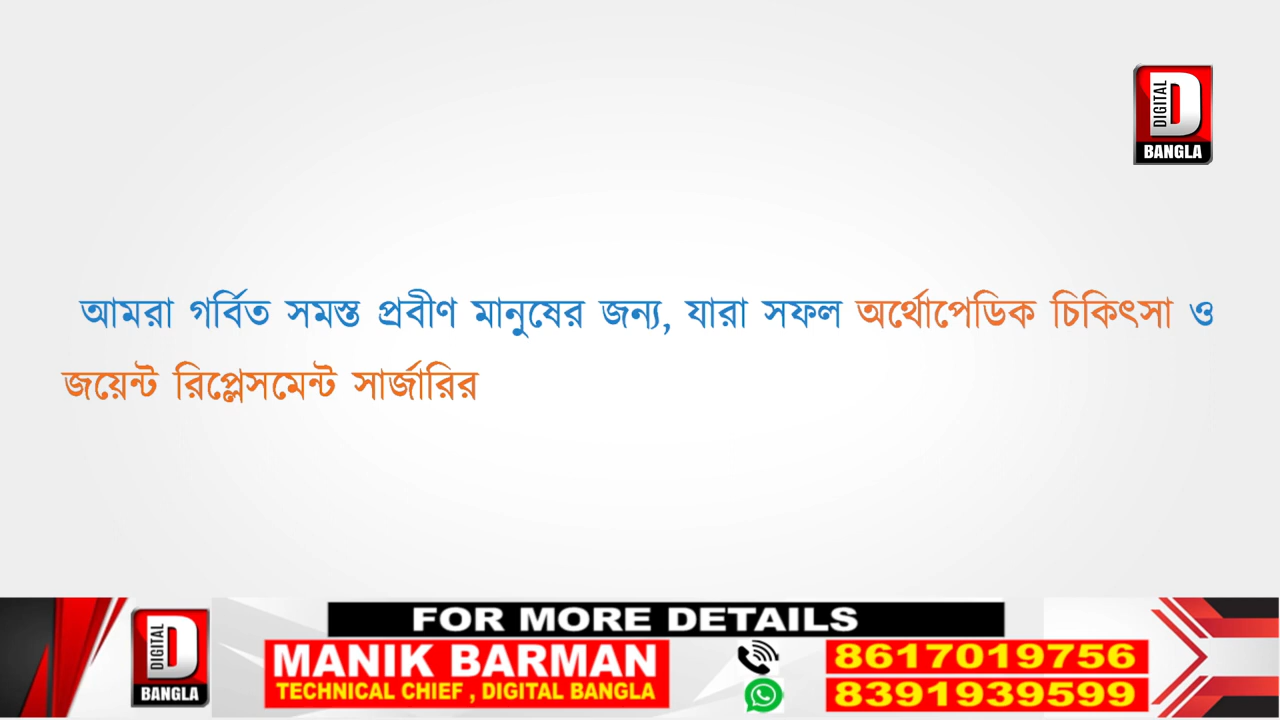 DIGITAL
D
BANGLA
আমরা গর্বিত সমস্ত প্রবীণ মানুষের জন্য, যারা সফল অর্থোপেডিক চিকিৎসা ও
জয়েন্ট রিপ্লেসমেন্ট সার্জারির
FOR MORE DETAILS
DIGITAL
D
BANGLA
MANIK BARMAN
TECHNICAL CHIEF , DIGITAL BANGLA
8617019756
8391939599